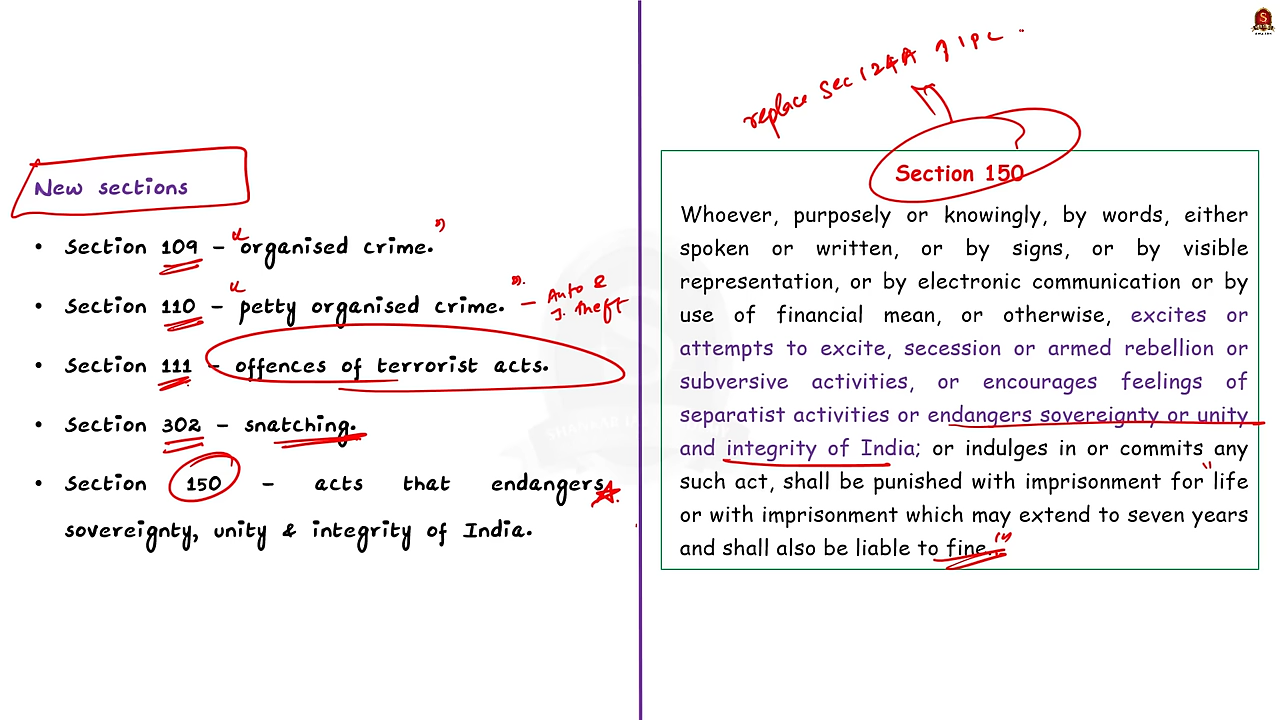 New sections
• Section 109 – "organised crime."
• Section 110 – "petty organised crime." – Auto &
theft
• Section 111 – offences of terrorist acts.
• Section 302 – snatching.
• Section 150 – acts that endangers
sovereignty, unity & integrity of India.
replace Sec 124A of IPC
Section 150
Whoever, purposely or knowingly, by words, either
spoken or written, or by signs, or by visible
representation, or by electronic communication or by
use of financial mean, or otherwise, excites or
attempts to excite, secession or armed rebellion or
subversive activities, or encourages feelings of
separatist activities or endangers sovereignty or unity
and integrity of India; or indulges in or commits any
such act, shall be punished with imprisonment for "life
or with imprisonment which may extend to seven years
and shall also be liable to fine.."